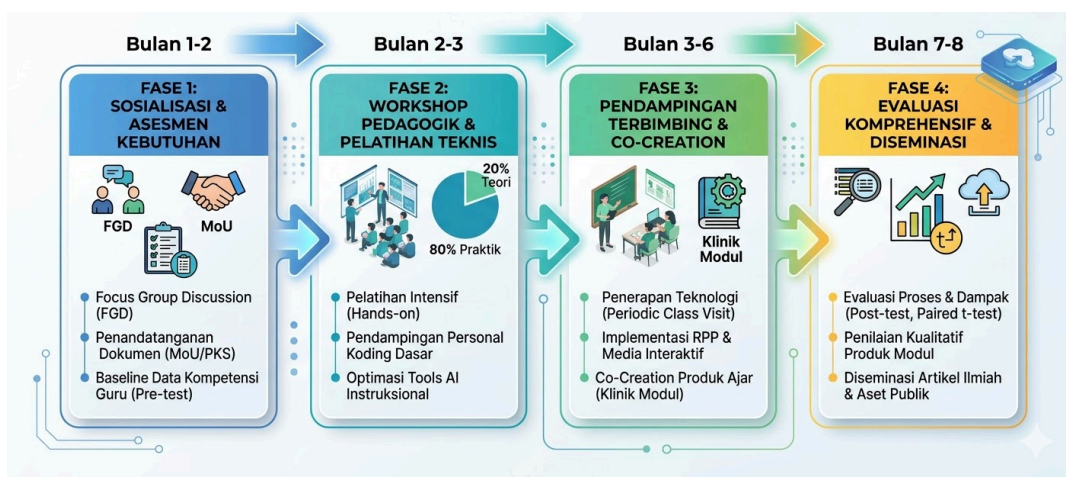 Bulan 1-2
Bulan 2-3
Bulan 3-6
Bulan 7-8
FASE 1:
SOSIALISASI &
ASESMEN
KEBUTUHAN
FGD
MoU
Focus Group Discussion
(FGD)
Penandatanganan
Dokumen (MoU/PKS)
Baseline Data Kompetensi
Guru (Pre-test)
FASE 2:
WORKSHOP
PEDAGOGIK &
PELATIHAN TEKNIS
20%
Teori
80% Praktik
Pelatihan Intensif
(Hands-on)
Pendampingan Personal
Koding Dasar
Optimasi Tools AI
Instruksional
FASE 3:
PENDAMPINGAN
TERBIMBING &
CO-CREATION
Klinik
Modul
Penerapan Teknologi
(Periodic Class Visit)
Implementasi RPP &
Media Interaktif
Co-Creation Produk Ajar
(Klinik Modul)
FASE 4:
EVALUASI
KOMPREHENSIF &
DISEMINASI
t
Evaluasi Proses & Dampak
(Post-test, Paired t-test)
Penilaian Kualitatif
Produk Modul
Diseminasi Artikel Ilmiah
& Aset Publik